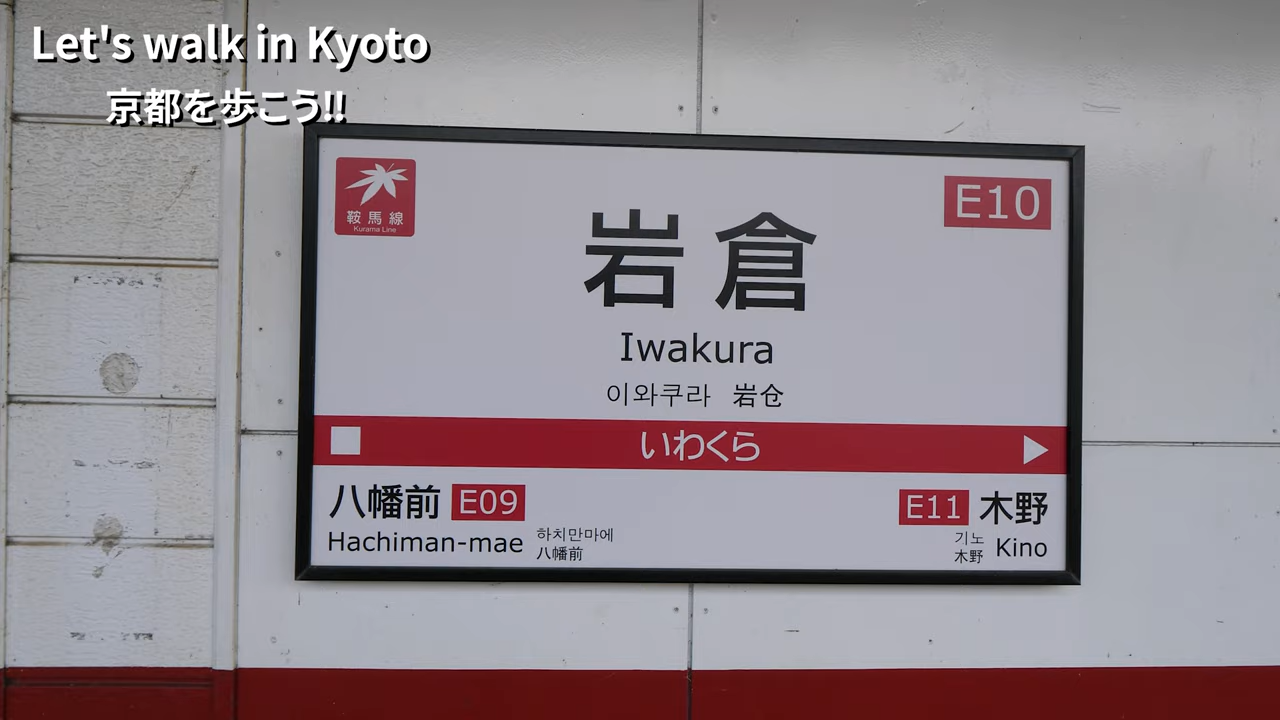 Let's walk in Kyoto
京都を歩こう!!
鞍馬線
Kurama Line
E10
岩倉
Iwakura
이와쿠라 岩仓
いわくら
八幡前 E09
Hachiman-mae
하치만마에
八幡前
E11 木野
기노
木野
Kino